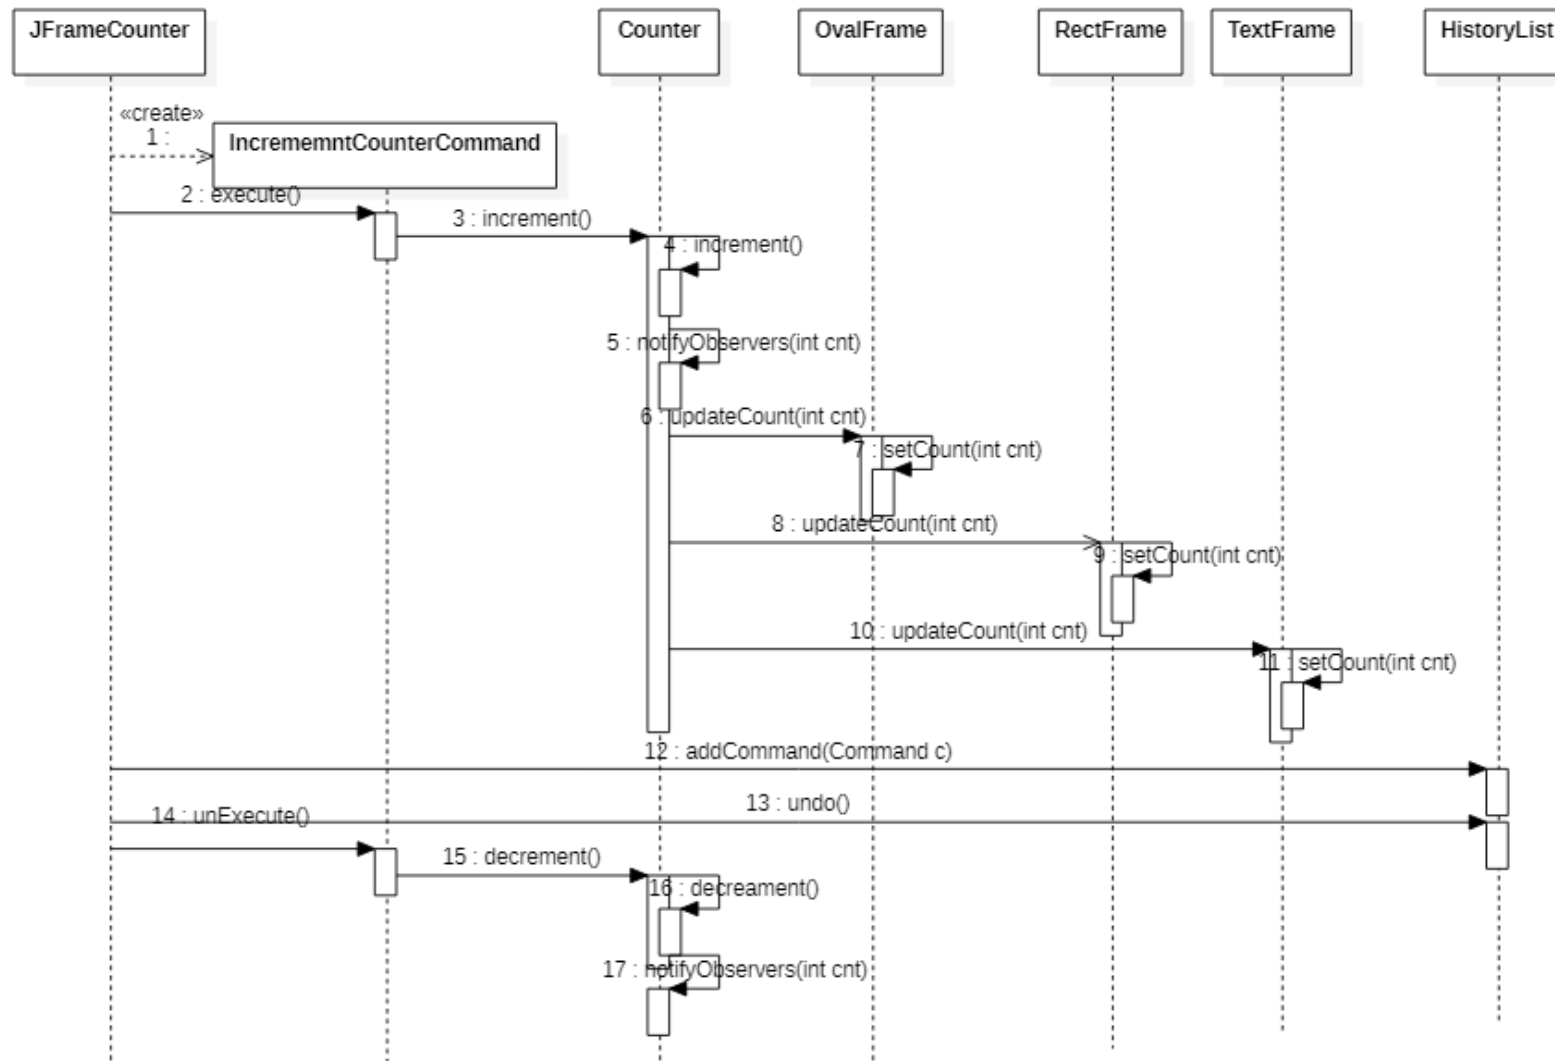 JFrameCounter
Counter
OvalFrame
RectFrame
TextFrame
HistoryList
«create»
1 :
IncrememntCounterCommand
2 : execute()
3 : increment()
4 : increment()
5 : notifyObservers(int cnt)
6 : updateCount(int cnt)
7 : setCount(int cnt)
8 : updateCount(int cnt)
9 : setCount(int cnt)
10 : updateCount(int cnt)
11 : setCount(int cnt)
12 : addCommand(Command c)
13 : undo()
14 : unExecute()
15 : decrement()
16 : decreament()
17 : notifyObservers(int cnt)